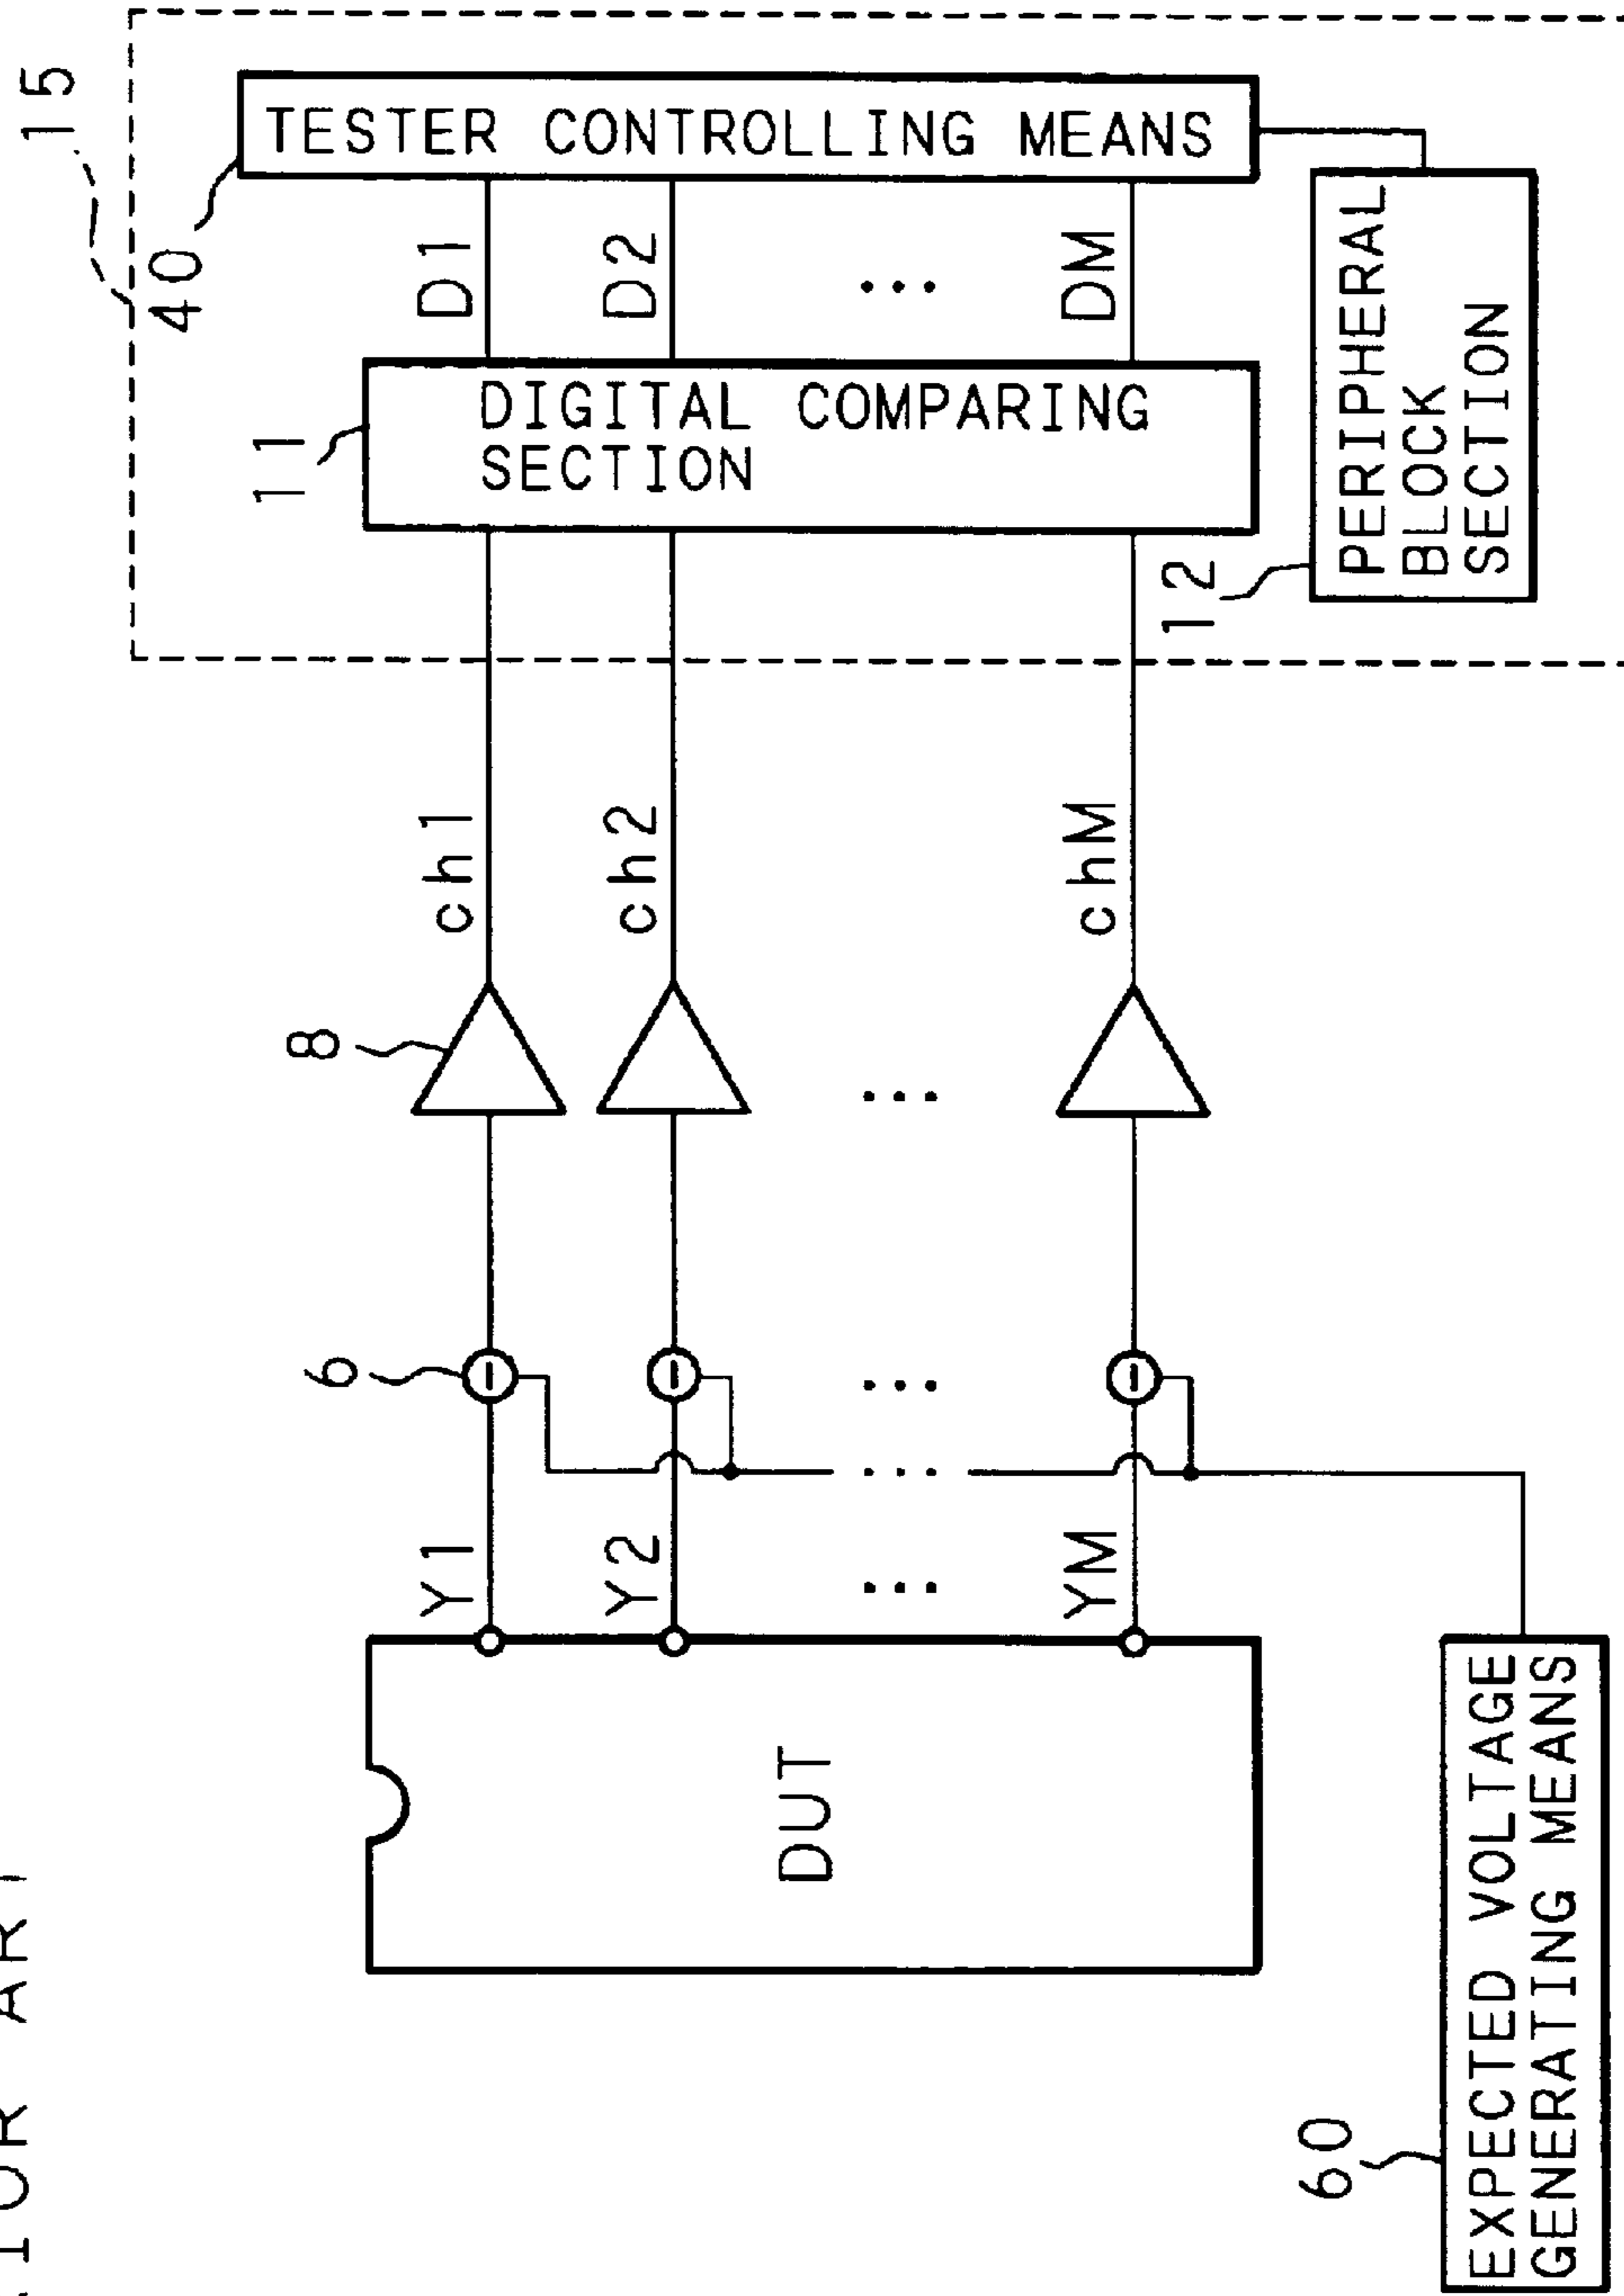 ART
15
40
TESTER CONTROLLING MEANS
D1
D2
...
DM
11
DIGITAL COMPARING
SECTION
12
PERIPHERAL
BLOCK
SECTION
ch1
ch2
chM
8
...
6
...
...
Y1
Y2
...
YM
DUT
60
EXPECTED VOLTAGE
GENERATING MEANS